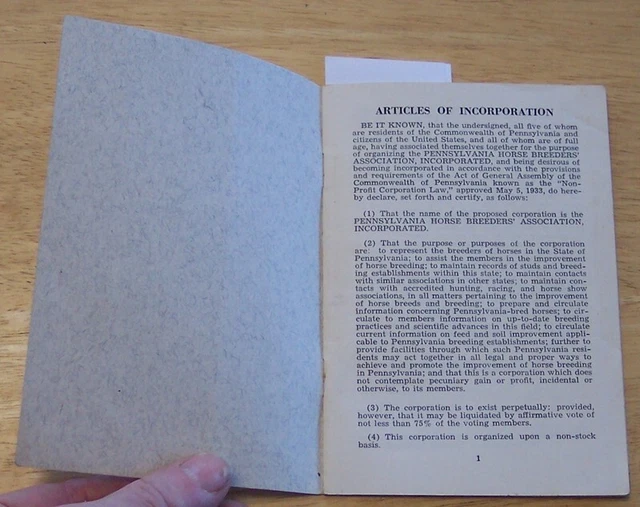 ARTICLES OF INCORPORATION
BE IT KNOWN, that the undersigned, all five of whom
are residents of the Commonwealth of Pennsylvania and
citizens of the United States, and all of whom are of full
age, having associated themselves together for the purpose
of organizing the PENNSYLVANIA HORSE BREEDERS'
ASSOCIATION, INCORPORATED, and being desirous of
becoming incorporated in accordance with the provisions
and requirements of the Act of General Assembly of the
Commonwealth of Pennsylvania known as the "Non-
Profit Corporation Law," approved May 5, 1933, do here-
by declare, set forth and certify, as follows:
(1) That the name of the proposed corporation is the
PENNSYLVANIA HORSE BREEDERS' ASSOCIATION,
INCORPORATED.
(2) That the purpose or purposes of the corporation
are: to represent the breeders of horses in the State of
Pennsylvania; to assist the members in the improvement
of horse breeding; to maintain records of studs and breed-
ing establishments within this state; to maintain contacts
with similar associations in other states; to maintain con-
tacts with accredited hunting, racing, and horse show
associations, in all matters pertaining to the improvement
of horse breeds and breeding; to prepare and circulate
information concerning Pennsylvania-bred horses; to cir-
culate to members information on up-to-date breeding
practices and scientific advances in this field; to circulate
current information on feed and soil improvement appli-
cable to Pennsylvania breeding establishments; further to
provide facilities through which such Pennsylvania resi-
dents may act together in all legal and proper ways to
achieve and promote the improvement of horse breeding
in Pennsylvania; and that this is a corporation which does
not contemplate pecuniary gain or profit, incidental or
otherwise, to its members.
(3) The corporation is to exist perpetually: provided,
however, that it may be liquidated by affirmative vote of
not less than 75% of the voting members.
(4) This corporation is organized upon a non-stock
basis.
1